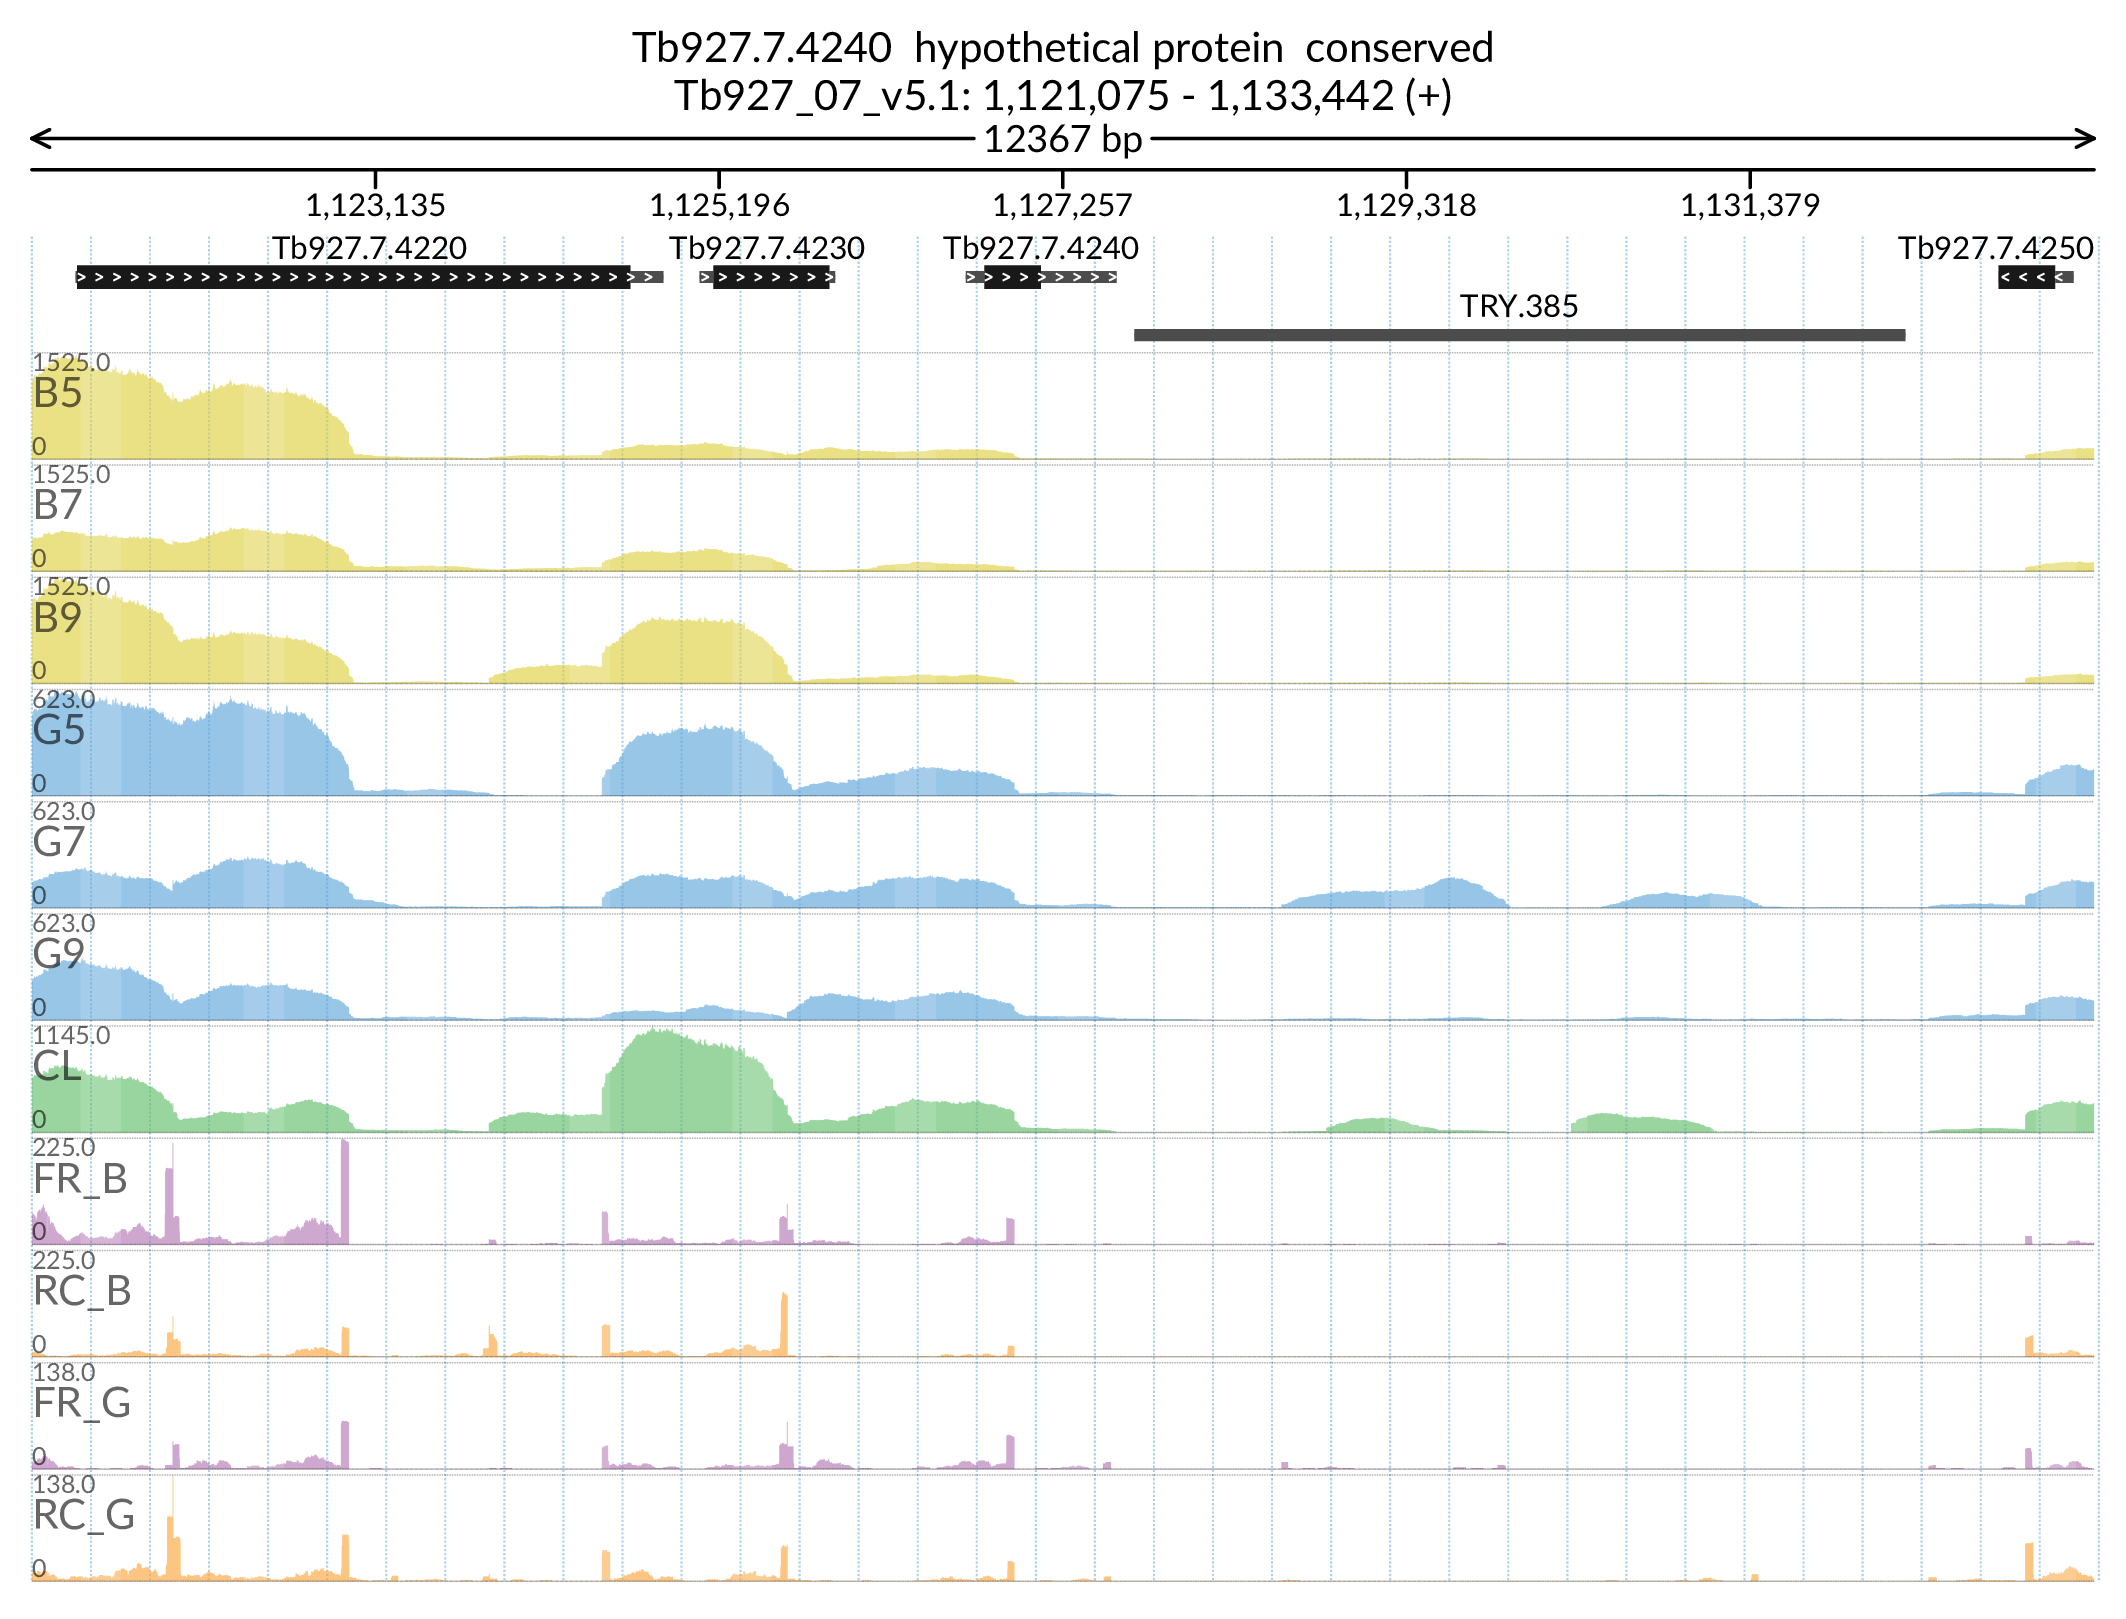 Tb927.7.4240  hypothetical protein  conserved
Tb927_07_v5.1: 1,121,075 - 1,133,442 (+)
12367 bp
1,123,135 1,125,196 1,127,257 1,129,318 1,131,379
Tb927.7.4220 Tb927.7.4230 Tb927.7.4240 Tb927.7.4250
TRY.385
1525.0
B5
0
1525.0
B7
0
1525.0
B9
0
623.0
G5
0
623.0
G7
0
623.0
G9
0
1145.0
CL
0
225.0
FR_B
0
225.0
RC_B
0
138.0
FR_G
0
138.0
RC_G
0